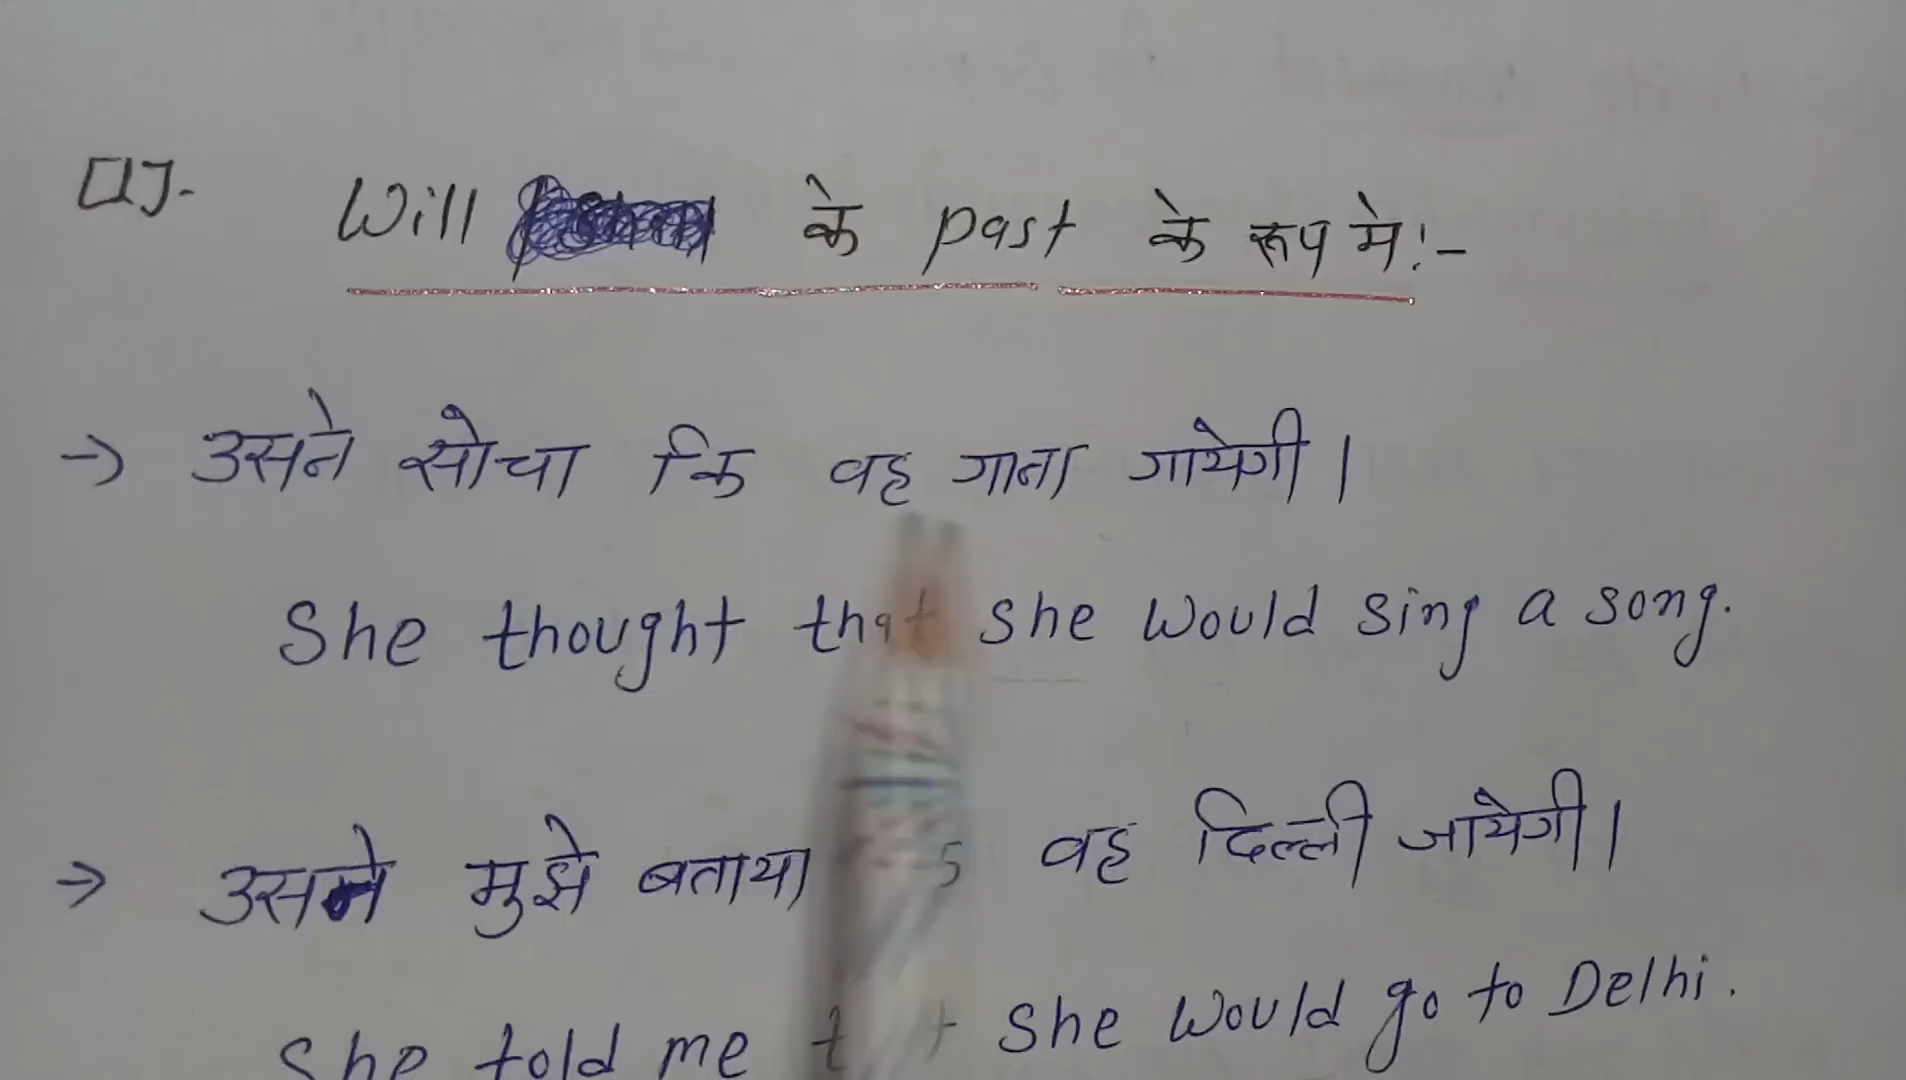 [1]. Will के past के रूप मे:-
→ उसने सोचा कि वह गाना गायेगी।
She thought that she would sing a song.
→ उसने मुझे बताया वह दिल्ली जायेगी।
She told me she would go to Delhi.